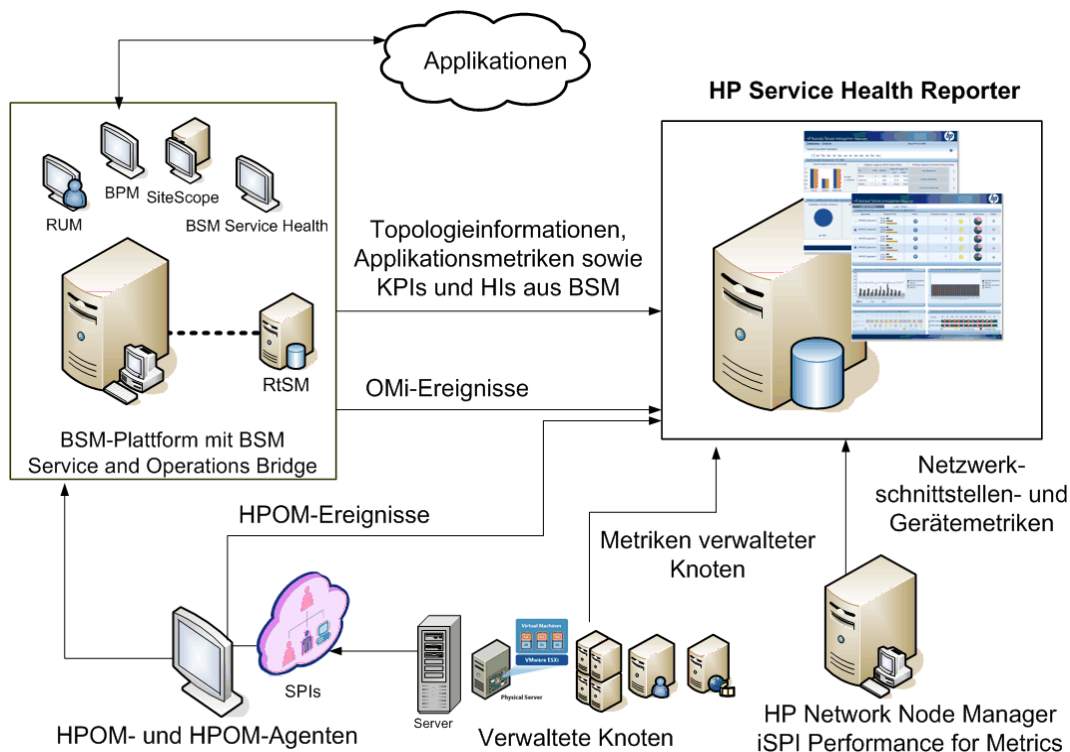 Applikationen
HP Service Health Reporter
RUM
BPM
SiteScope
BSM Service Health
Topologieinformationen,
Applikationsmetriken sowie
KPIs und HIs aus BSM
RtSM
OMi-Ereignisse
BSM-Plattform mit BSM
Service and Operations Bridge
HPOM-Ereignisse
Netzwerk-
schnittstellen- und
Gerätemetriken
Metriken verwalteter
Knoten
Virtual Machines
VMware ESXi
Physical Server
SPIs
Server
HPOM- und HPOM-Agenten
Verwaltete Knoten
HP Network Node Manager
iSPI Performance for Metrics